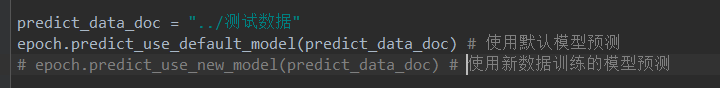 predict_data_doc = "../测试数据"
epoch.predict_use_default_model(predict_data_doc) # 使用默认模型预测
# epoch.predict_use_new_model(predict_data_doc) # 使用新数据训练的模型预测